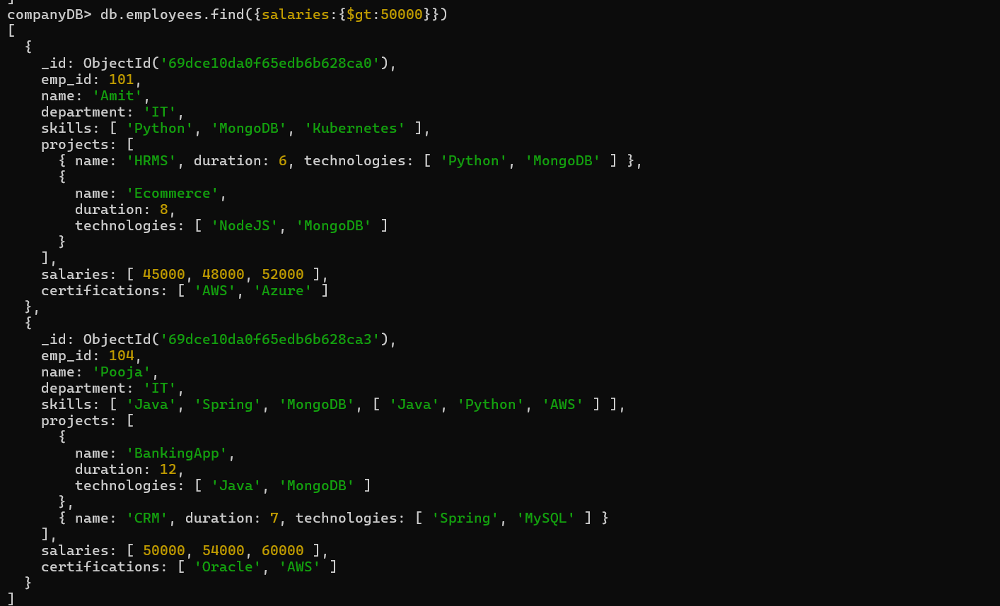 ]
companyDB> db.employees.find({salaries:{$gt:50000}})
[
  {
    _id: ObjectId('69dce10da0f65edb6b628ca0'),
    emp_id: 101,
    name: 'Amit',
    department: 'IT',
    skills: [ 'Python', 'MongoDB', 'Kubernetes' ],
    projects: [
      { name: 'HRMS', duration: 6, technologies: [ 'Python', 'MongoDB' ] },
      {
        name: 'Ecommerce',
        duration: 8,
        technologies: [ 'NodeJS', 'MongoDB' ]
      }
    ],
    salaries: [ 45000, 48000, 52000 ],
    certifications: [ 'AWS', 'Azure' ]
  },
  {
    _id: ObjectId('69dce10da0f65edb6b628ca3'),
    emp_id: 104,
    name: 'Pooja',
    department: 'IT',
    skills: [ 'Java', 'Spring', 'MongoDB', [ 'Java', 'Python', 'AWS' ] ],
    projects: [
      {
        name: 'BankingApp',
        duration: 12,
        technologies: [ 'Java', 'MongoDB' ]
      },
      { name: 'CRM', duration: 7, technologies: [ 'Spring', 'MySQL' ] }
    ],
    salaries: [ 50000, 54000, 60000 ],
    certifications: [ 'Oracle', 'AWS' ]
  }
]